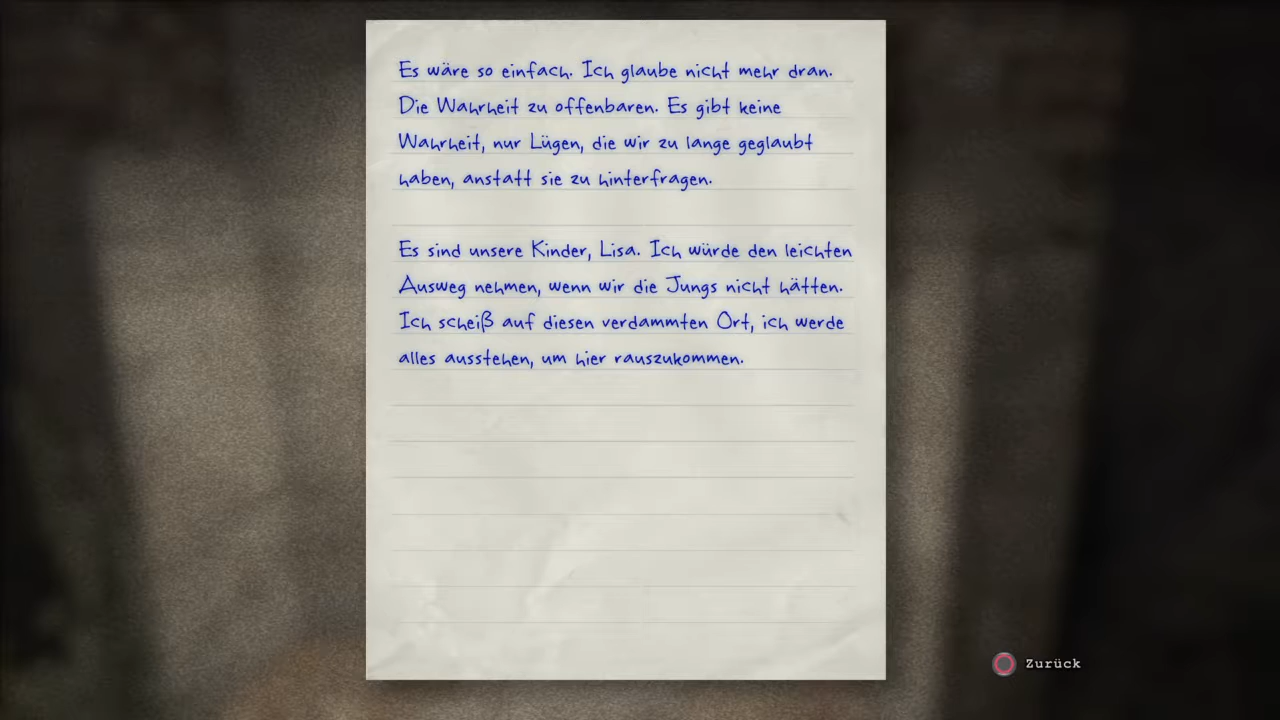 Es wäre so einfach. Ich glaube nicht mehr dran.
Die Wahrheit zu offenbaren. Es gibt keine
Wahrheit, nur Lügen, die wir zu lange geglaubt
haben, anstatt sie zu hinterfragen.
Es sind unsere Kinder, Lisa. Ich würde den leichten
Ausweg nehmen, wenn wir die Jungs nicht hätten.
Ich scheiß auf diesen verdammten Ort, ich werde
alles ausstehen, um hier rauszukommen.
Zurück